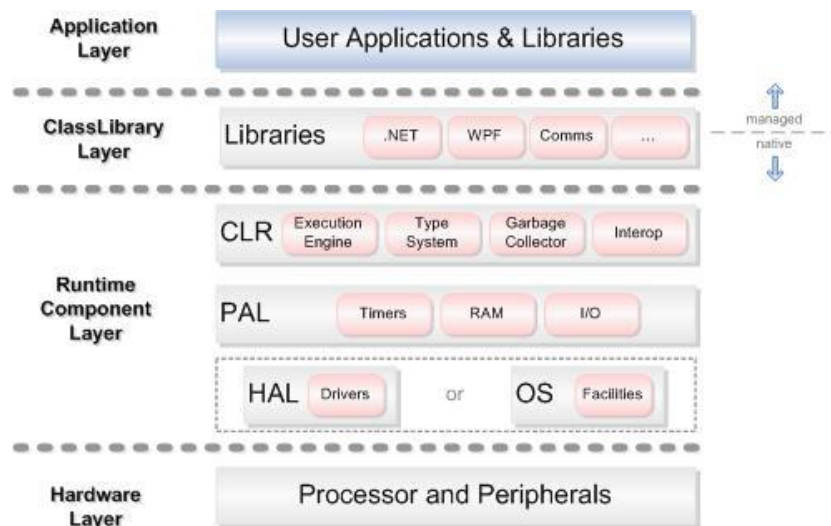 Application
Layer
User Applications & Libraries
ClassLibrary
Layer
Libraries
.NET
WPF
Comms
...
managed
native
Runtime
Component
Layer
CLR
Execution
Engine
Type
System
Garbage
Collector
Interop
PAL
Timers
RAM
I/O
HAL
Drivers
or
OS
Facilities
Hardware
Layer
Processor and Peripherals